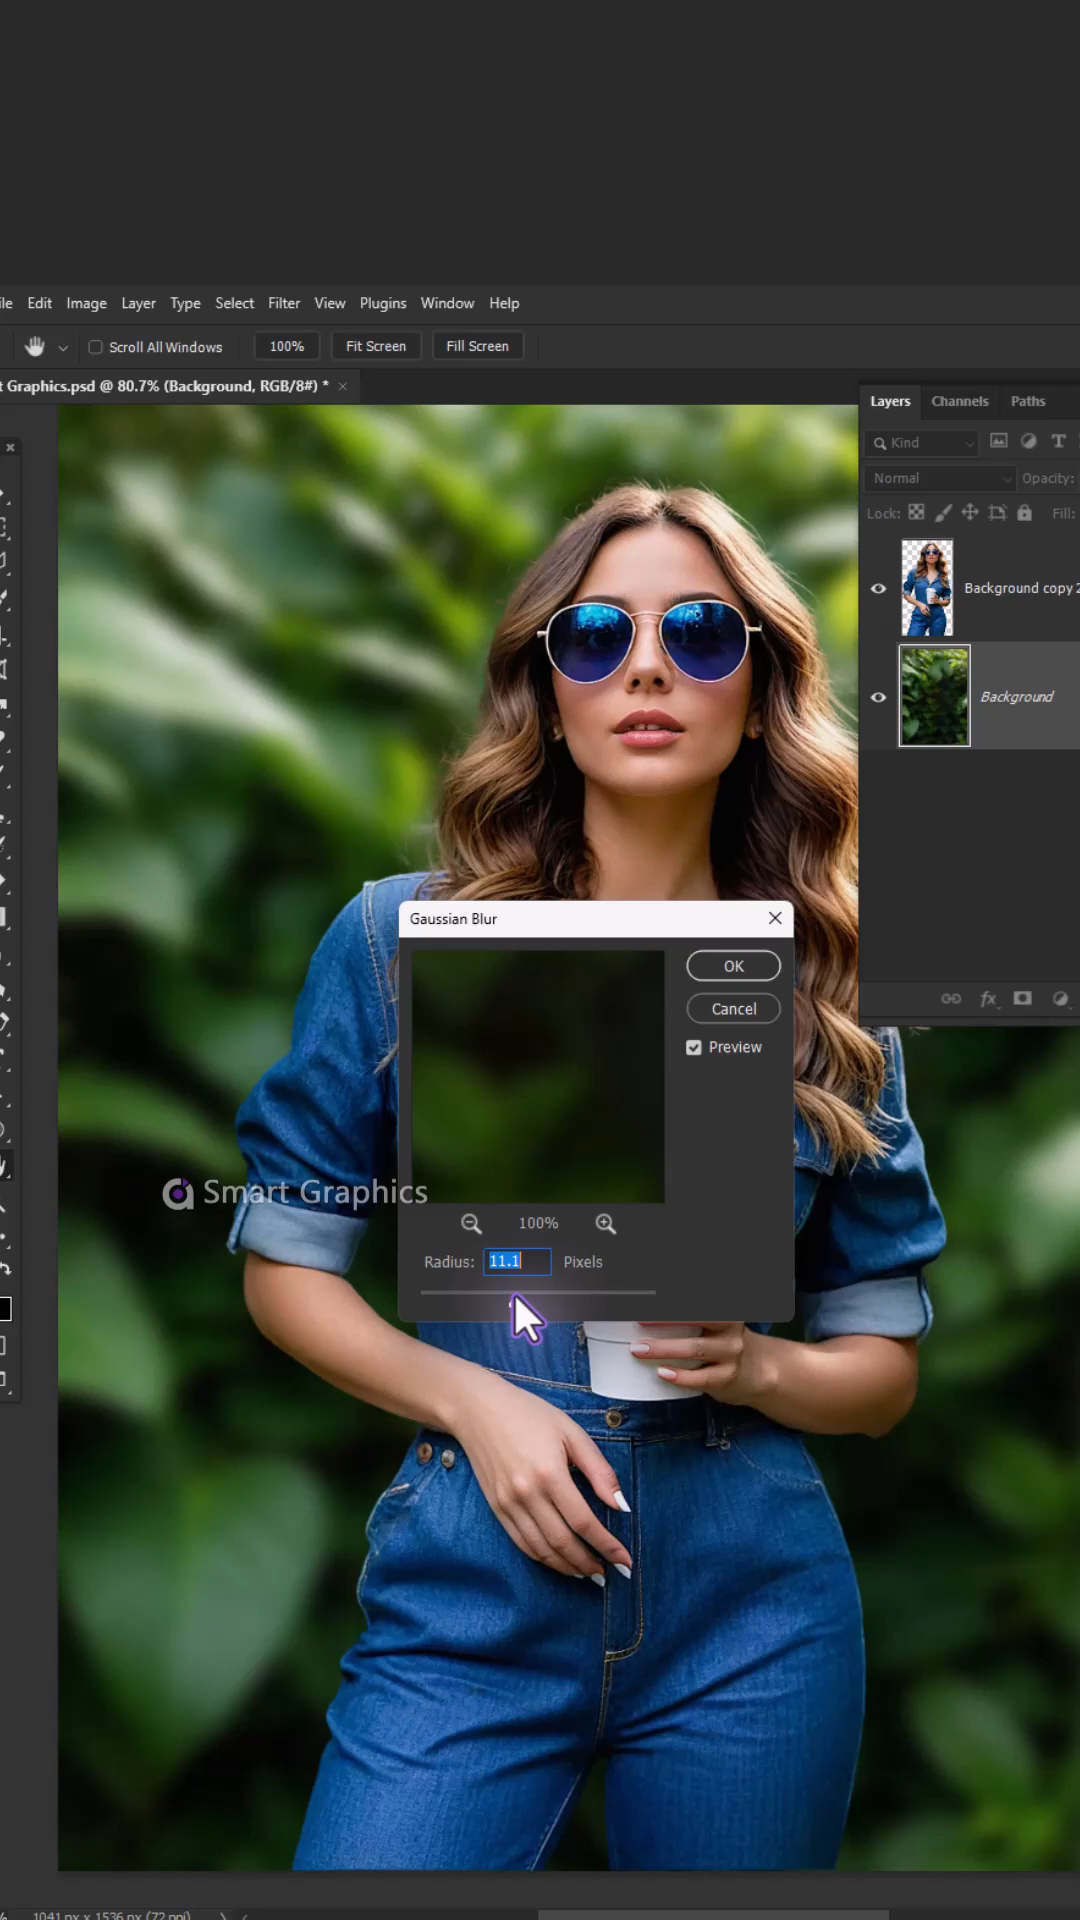 ile Edit Image Layer Type Select Filter View Plugins Window Help
Scroll All Windows 100% Fit Screen Fill Screen
t Graphics.psd @ 80.7% (Background, RGB/8#) * ×
Layers Channels Paths
Kind
Normal Opacity:
Lock: Fill:
Background copy 2
Background
Gaussian Blur
OK
Cancel
Preview
Smart Graphics
100%
Radius: 11.1 Pixels
% 1041 px x 1536 px (72 ppi)